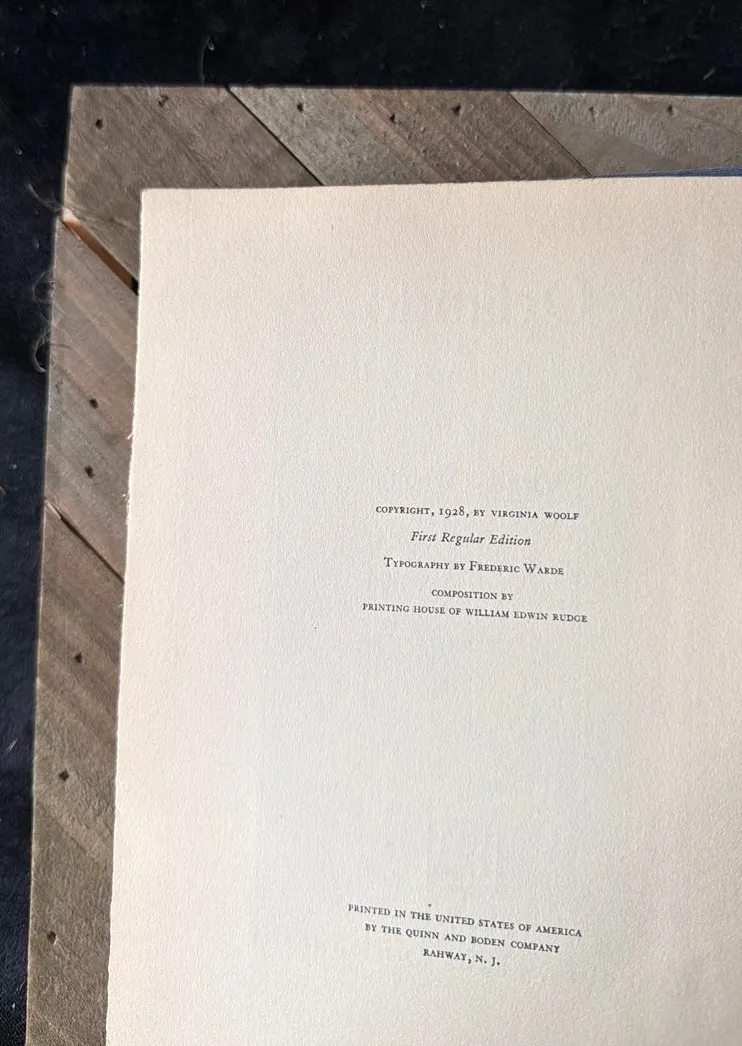 COPYRIGHT, 1928, BY VIRGINIA WOOLF
First Regular Edition
TYPOGRAPHY BY FREDERIC WARDE
COMPOSITION BY
PRINTING HOUSE OF WILLIAM EDWIN RUDGE
PRINTED IN THE UNITED STATES OF AMERICA
BY THE QUINN AND BODEN COMPANY
RAHWAY, N. J.